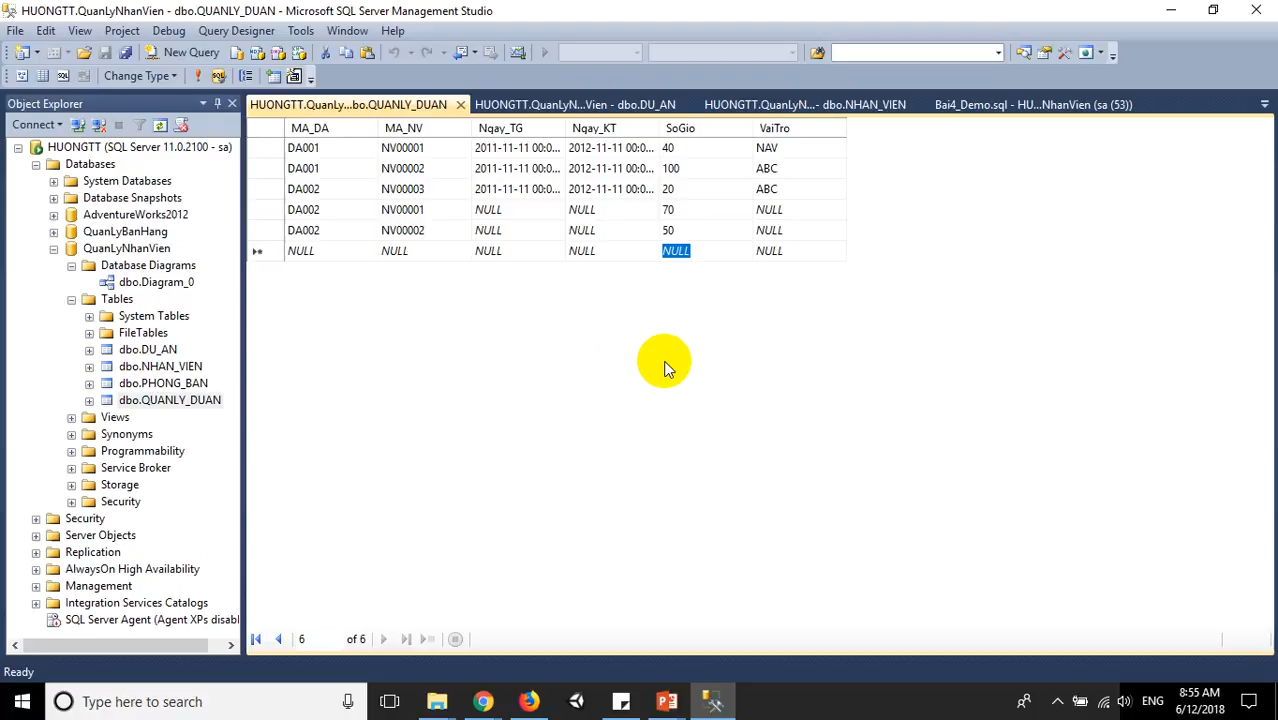 HUONGTT.QuanLyNhanVien - dbo.QUANLY_DUAN - Microsoft SQL Server Management Studio
File Edit View Project Debug Query Designer Tools Window Help
New Query
Change Type
Object Explorer
HUONGTT.QuanLy...bo.QUANLY_DUAN HUONGTT.QuanLyN...Vien - dbo.DU_AN HUONGTT.QuanLyN...- dbo.NHAN_VIEN Bai4_Demo.sql - HU...NhanVien (sa (53))
Connect
HUONGTT (SQL Server 11.0.2100 - sa)
Databases
System Databases
Database Snapshots
AdventureWorks2012
QuanLyBanHang
QuanLyNhanVien
Database Diagrams
dbo.Diagram_0
Tables
System Tables
FileTables
dbo.DU_AN
dbo.NHAN_VIEN
dbo.PHONG_BAN
dbo.QUANLY_DUAN
Views
Synonyms
Programmability
Service Broker
Storage
Security
Security
Server Objects
Replication
AlwaysOn High Availability
Management
Integration Services Catalogs
SQL Server Agent (Agent XPs disabl
MA_DA MA_NV Ngay_TG Ngay_KT SoGio VaiTro
DA001 NV00001 2011-11-11 00:0... 2012-11-11 00:0... 40 NAV
DA001 NV00002 2011-11-11 00:0... 2012-11-11 00:0... 100 ABC
DA002 NV00003 2011-11-11 00:0... 2012-11-11 00:0... 20 ABC
DA002 NV00001 NULL NULL 70 NULL
DA002 NV00002 NULL NULL 50 NULL
NULL NULL NULL NULL NULL NULL
6 of 6
Ready
Type here to search
ENG
8:55 AM
6/12/2018